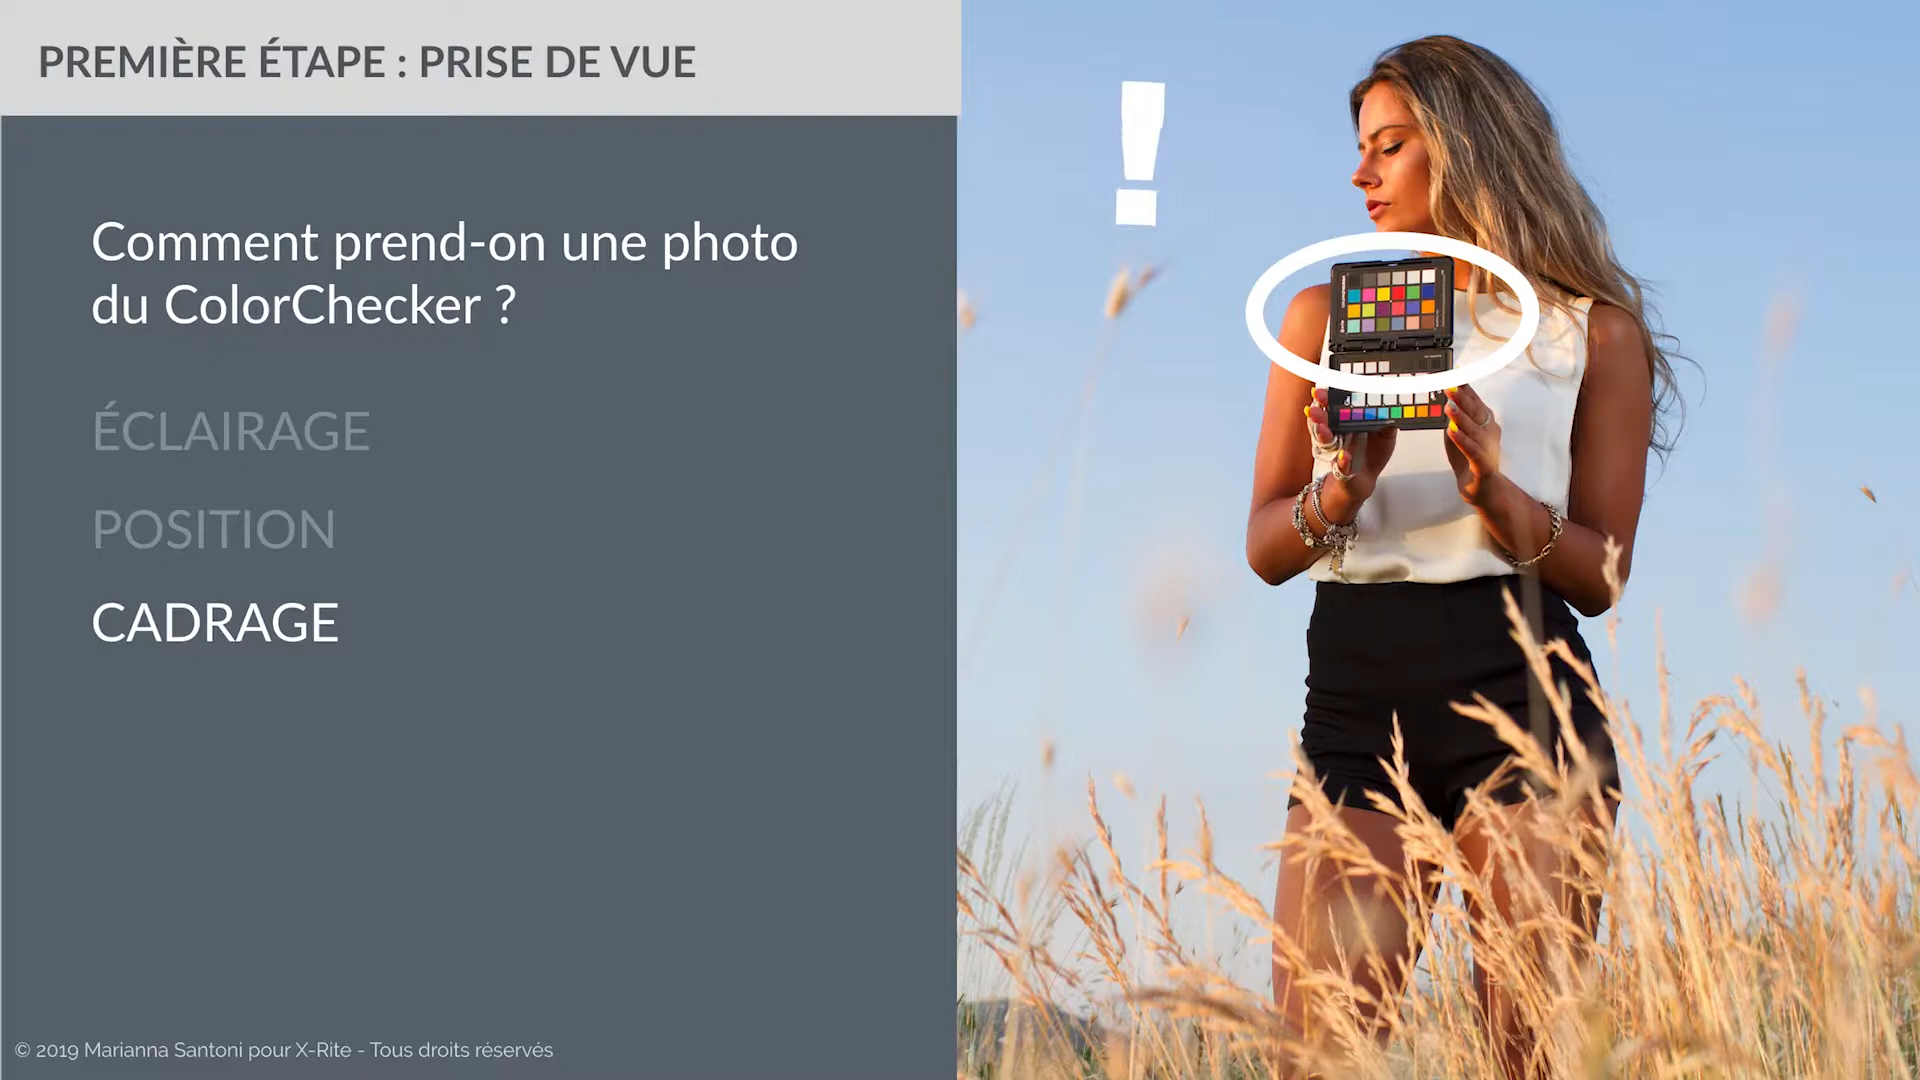 PREMIÈRE ÉTAPE : PRISE DE VUE
Comment prend-on une photo
du ColorChecker ?
ÉCLAIRAGE
POSITION
CADRAGE
!
© 2019 Marianna Santoni pour X-Rite - Tous droits réservés